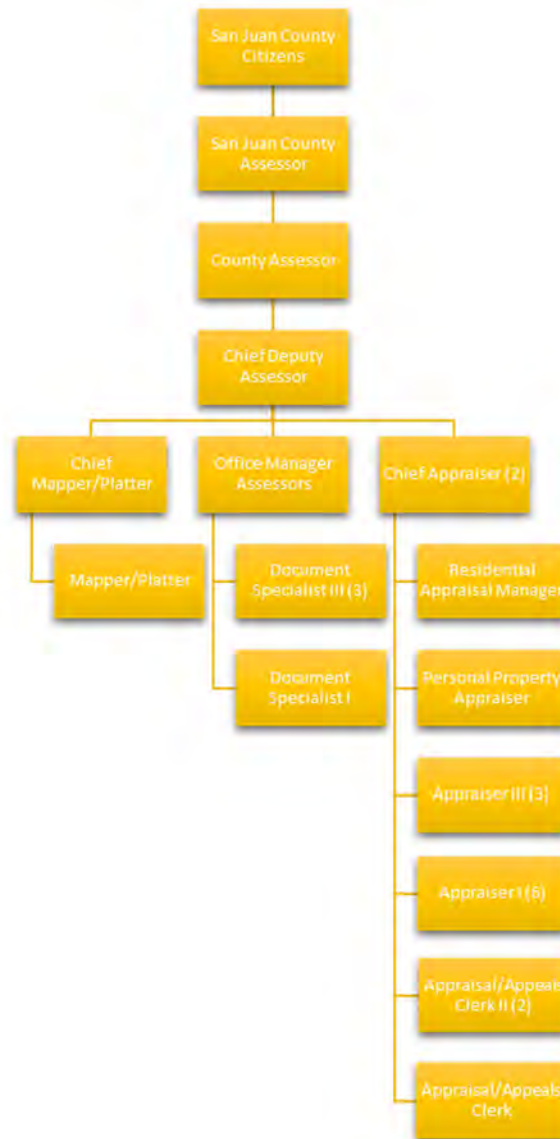 San Juan County
Citizens
San Juan County
Assessor
County Assessor
Chief Deputy
Assessor
Chief
Mapper/Platter
Office Manager
Assessors
Chief Appraiser (2)
Mapper/Platter
Document
Specialist III (3)
Residential
Appraisal Manager
Document
Specialist I
Personal Property
Appraiser
Appraiser III (3)
Appraiser I (6)
Appraisal/Appeals
Clerk II (2)
Appraisal/Appeals
Clerk